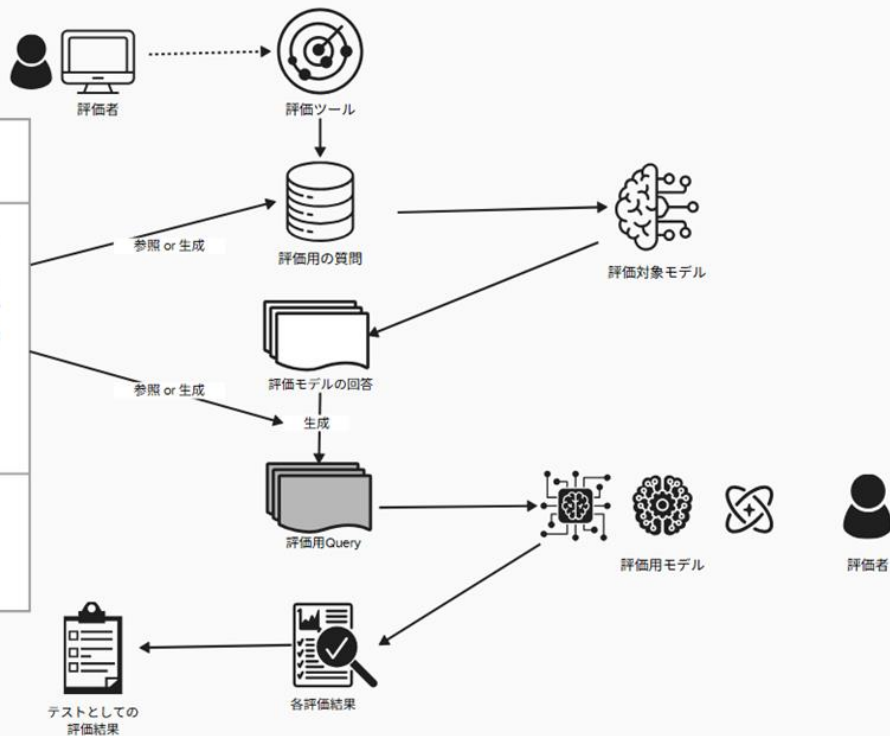 評価者
評価ツール
参照 or 生成
評価用の質問
評価対象モデル
評価モデルの回答
参照 or 生成
生成
評価用Query
評価用モデル
評価者
各評価結果
テストとしての
評価結果